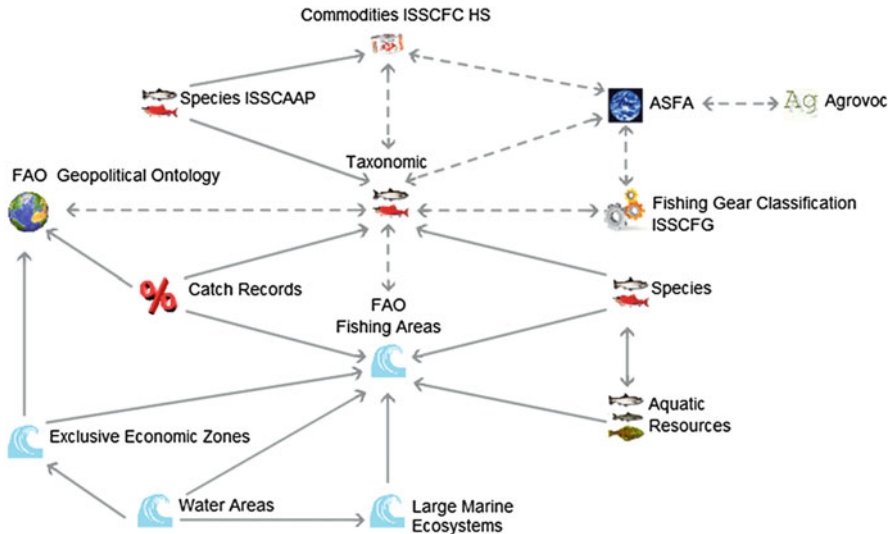 Commodities ISSCFC HS
Species ISSCAAP
ASFA
Ag
Agrovoc
Taxonomic
FAO Geopolitical Ontology
Fishing Gear Classification
ISSCFG
%
Catch Records
Species
FAO
Fishing Areas
Aquatic
Resources
Exclusive Economic Zones
Water Areas
Large Marine
Ecosystems